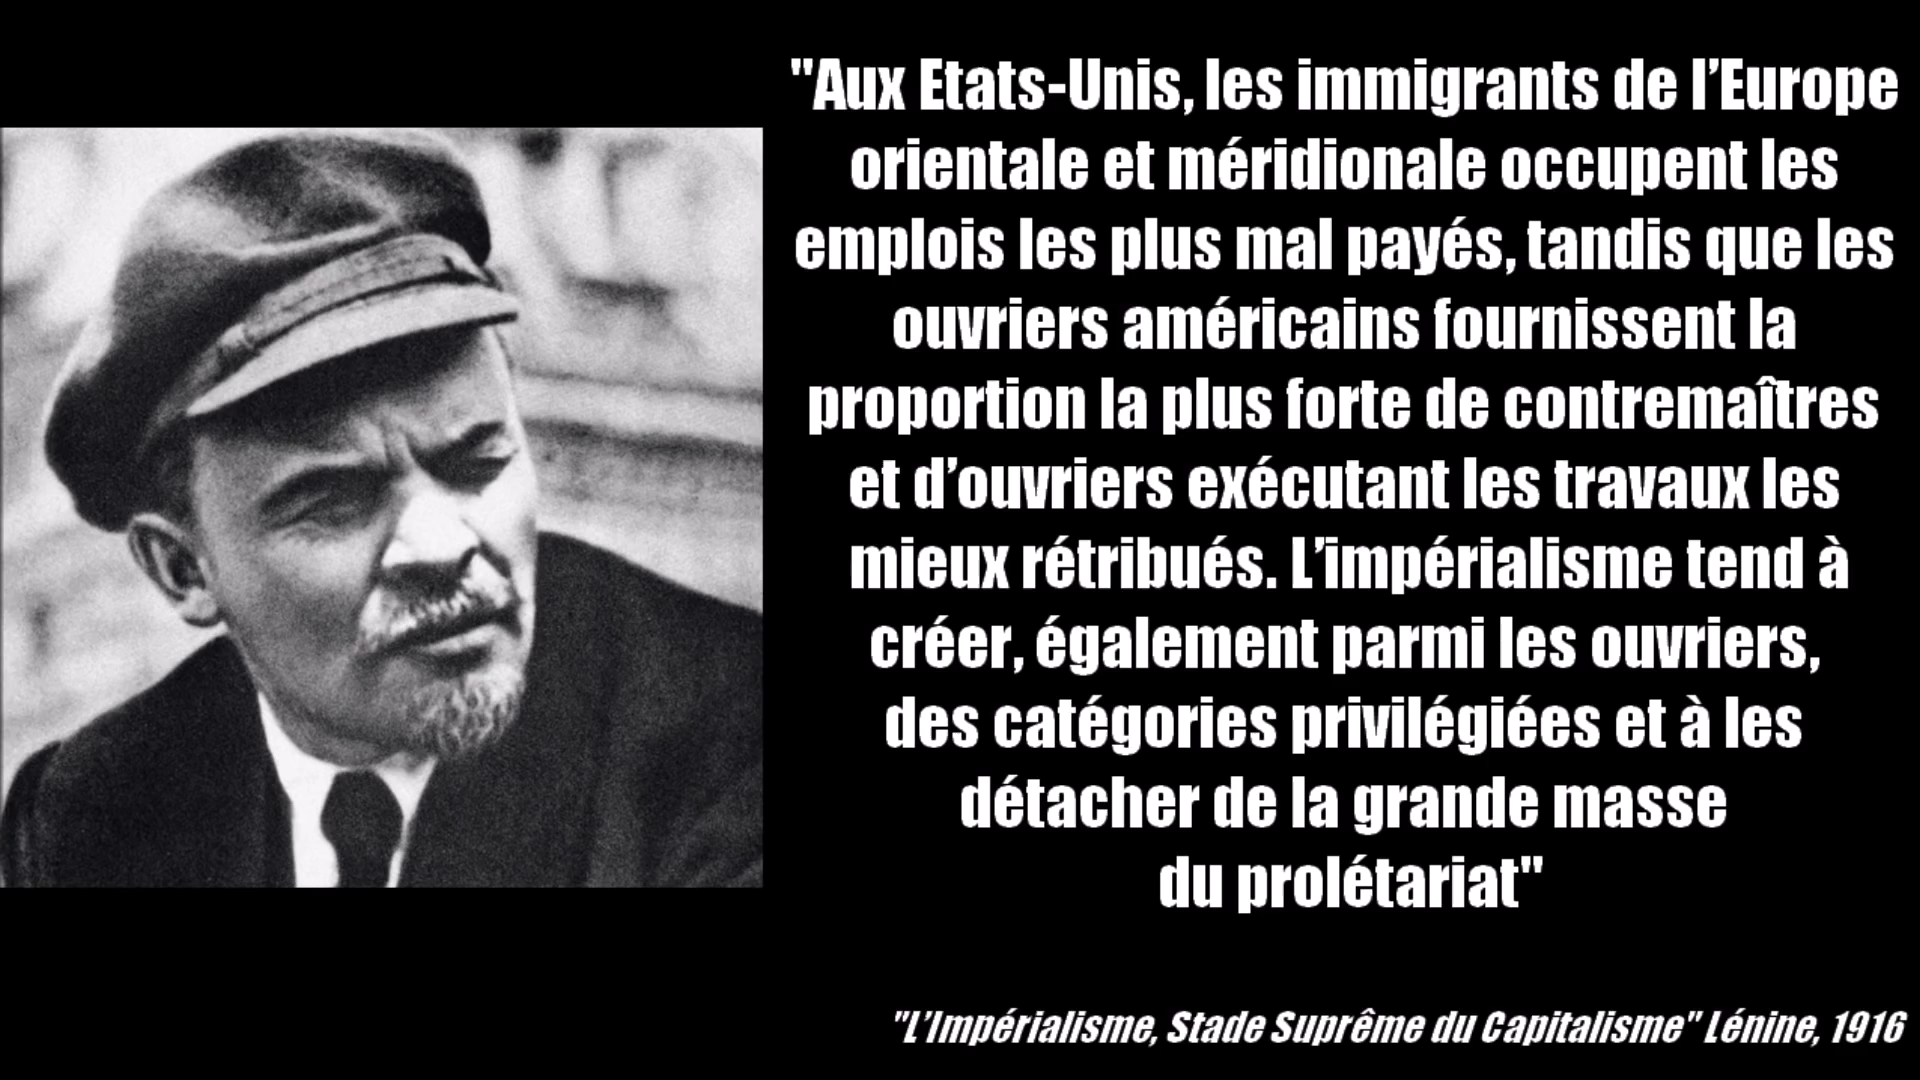 "Aux Etats-Unis, les immigrants de l’Europe
orientale et méridionale occupent les
emplois les plus mal payés, tandis que les
ouvriers américains fournissent la
proportion la plus forte de contremaîtres
et d’ouvriers exécutant les travaux les
mieux rétribués. L’impérialisme tend à
créer, également parmi les ouvriers,
des catégories privilégiées et à les
détacher de la grande masse
du prolétariat"
"L’Impérialisme, Stade Suprême du Capitalisme" Lénine, 1916